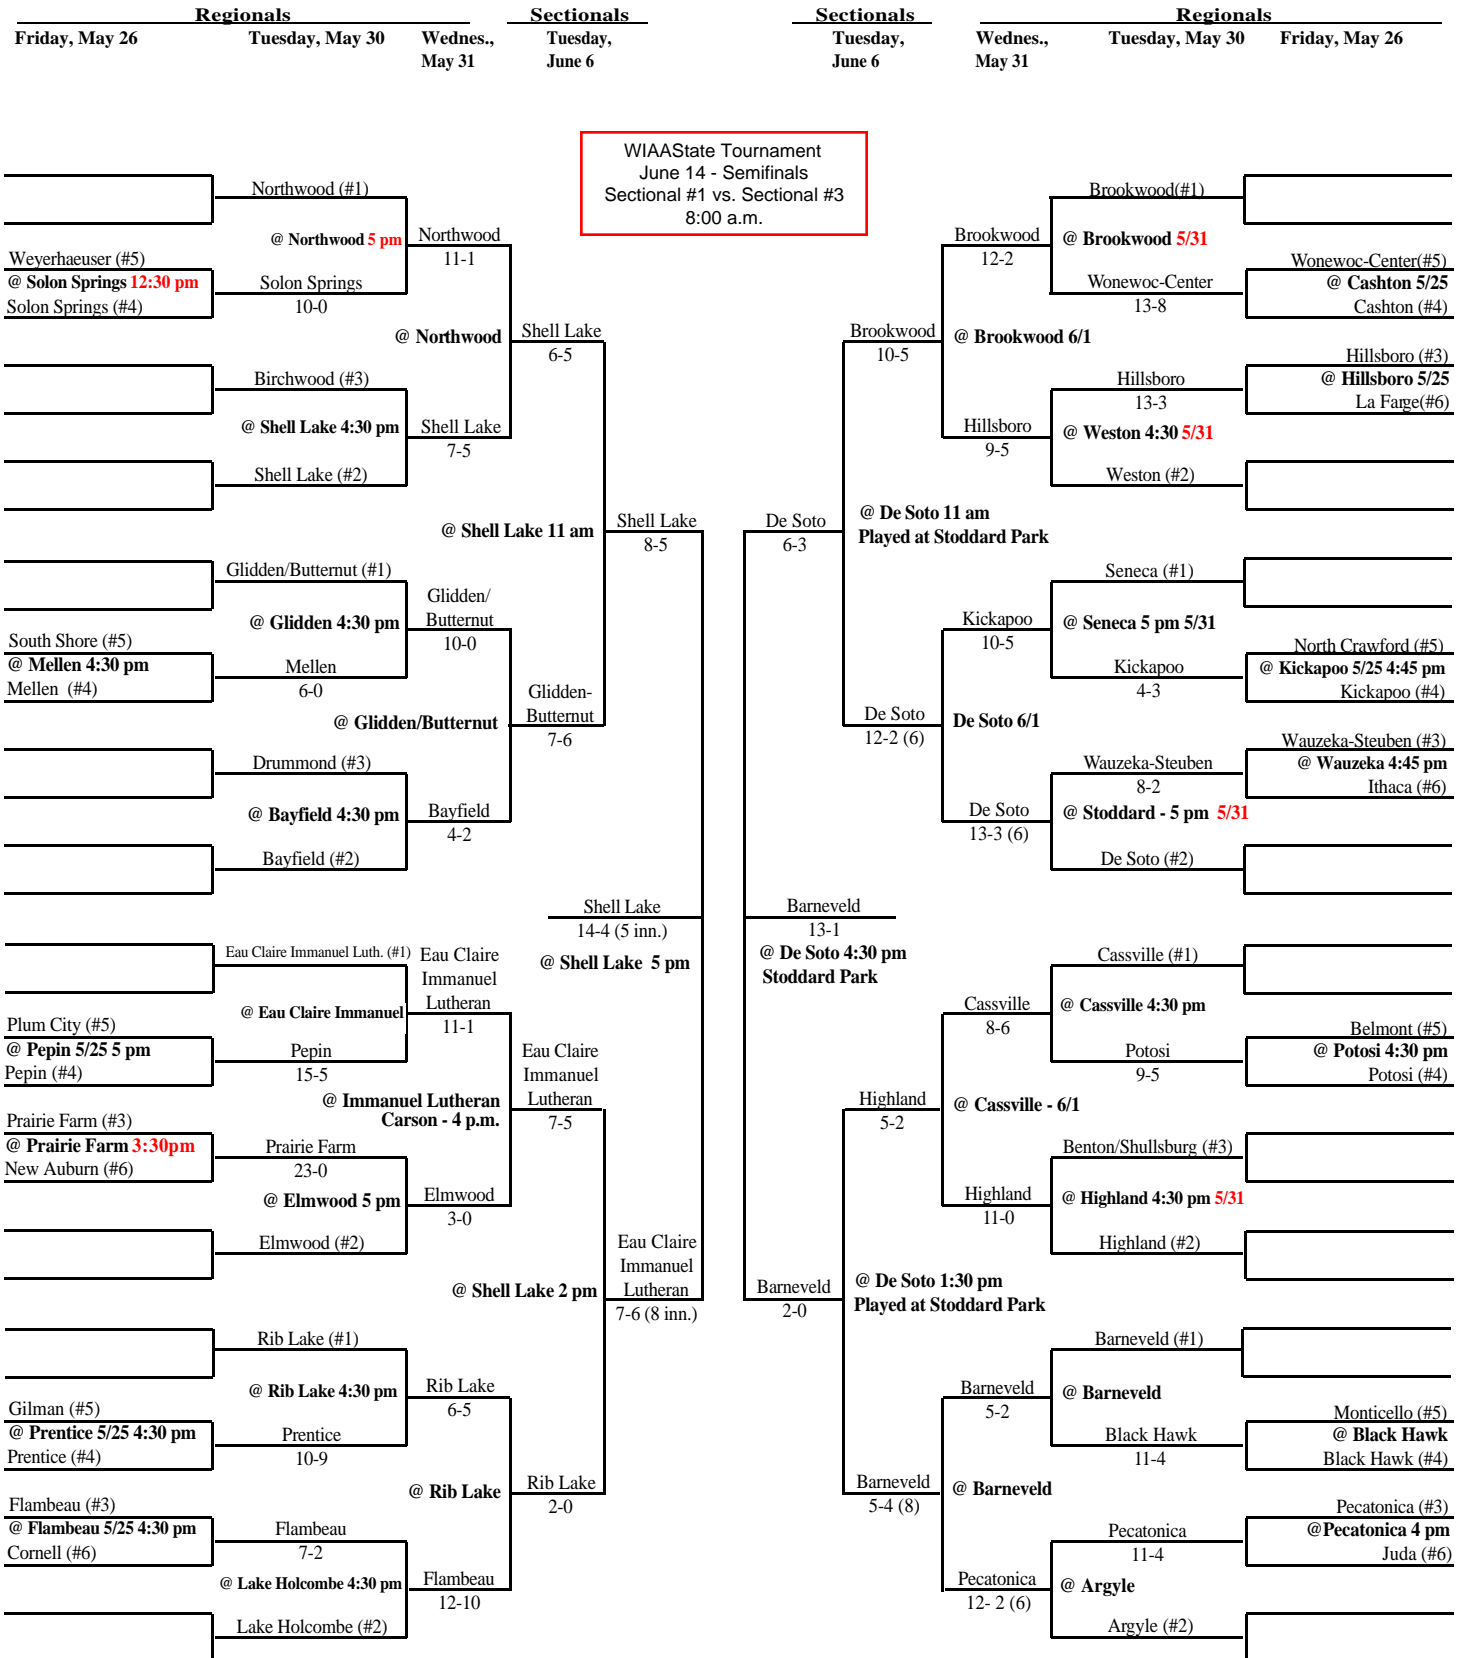 Regionals
Sectionals
Sectionals
Regionals
Friday, May 26
Tuesday, May 30
Wednes.,
May 31
Tuesday,
June 6
Tuesday,
June 6
Wednes.,
May 31
Tuesday, May 30
Friday, May 26
WIAAState Tournament
June 14 - Semifinals
Sectional #1 vs. Sectional #3
8:00 a.m.
Northwood (#1)
@ Northwood 5 pm
Northwood
11-1
Weyerhaeuser (#5)
@ Solon Springs 12:30 pm
Solon Springs (#4)
Solon Springs
10-0
@ Northwood
Shell Lake
6-5
Birchwood (#3)
@ Shell Lake 4:30 pm
Shell Lake
7-5
Shell Lake (#2)
@ Shell Lake 11 am
Shell Lake
8-5
Glidden/Butternut (#1)
Glidden/
Butternut
10-0
@ Glidden 4:30 pm
South Shore (#5)
@ Mellen 4:30 pm
Mellen (#4)
Mellen
6-0
@ Glidden/Butternut
Glidden-
Butternut
7-6
Drummond (#3)
@ Bayfield 4:30 pm
Bayfield
4-2
Bayfield (#2)
Shell Lake
14-4 (5 inn.)
@ Shell Lake 5 pm
Eau Claire Immanuel Luth. (#1)
Eau Claire
Immanuel
Lutheran
11-1
@ Eau Claire Immanuel
Plum City (#5)
@ Pepin 5/25 5 pm
Pepin (#4)
Pepin
15-5
@ Immanuel Lutheran
Carson - 4 p.m.
Eau Claire
Immanuel
Lutheran
7-5
Prairie Farm (#3)
@ Prairie Farm 3:30pm
New Auburn (#6)
Prairie Farm
23-0
@ Elmwood 5 pm
Elmwood
3-0
Elmwood (#2)
@ Shell Lake 2 pm
Eau Claire
Immanuel
Lutheran
7-6 (8 inn.)
Rib Lake (#1)
@ Rib Lake 4:30 pm
Rib Lake
6-5
Gilman (#5)
@ Prentice 5/25 4:30 pm
Prentice (#4)
Prentice
10-9
@ Rib Lake
Rib Lake
2-0
Flambeau (#3)
@ Flambeau 5/25 4:30 pm
Cornell (#6)
Flambeau
7-2
@ Lake Holcombe 4:30 pm
Flambeau
12-10
Lake Holcombe (#2)
Brookwood(#1)
Brookwood
12-2
@ Brookwood 5/31
Wonewoc-Center(#5)
@ Cashton 5/25
Cashton (#4)
Wonewoc-Center
13-8
Brookwood
10-5
@ Brookwood 6/1
Hillsboro (#3)
@ Hillsboro 5/25
La Farge(#6)
Hillsboro
13-3
Hillsboro
9-5
@ Weston 4:30 5/31
Weston (#2)
De Soto
6-3
@ De Soto 11 am
Played at Stoddard Park
Seneca (#1)
Kickapoo
10-5
@ Seneca 5 pm 5/31
North Crawford (#5)
@ Kickapoo 5/25 4:45 pm
Kickapoo (#4)
Kickapoo
4-3
De Soto
12-2 (6)
De Soto 6/1
Wauzeka-Steuben (#3)
@ Wauzeka 4:45 pm
Ithaca (#6)
Wauzeka-Steuben
8-2
De Soto
13-3 (6)
@ Stoddard - 5 pm 5/31
De Soto (#2)
Barneveld
13-1
@ De Soto 4:30 pm
Stoddard Park
Cassville (#1)
Cassville
8-6
@ Cassville 4:30 pm
Belmont (#5)
@ Potosi 4:30 pm
Potosi (#4)
Potosi
9-5
Highland
5-2
@ Cassville - 6/1
Benton/Shullsburg (#3)
Highland
11-0
@ Highland 4:30 pm 5/31
Highland (#2)
Barneveld
2-0
@ De Soto 1:30 pm
Played at Stoddard Park
Barneveld (#1)
Barneveld
5-2
@ Barneveld
Monticello (#5)
@ Black Hawk
Black Hawk (#4)
Black Hawk
11-4
Barneveld
5-4 (8)
@ Barneveld
Pecatonica (#3)
@Pecatonica 4 pm
Juda (#6)
Pecatonica
11-4
Pecatonica
12- 2 (6)
@ Argyle
Argyle (#2)